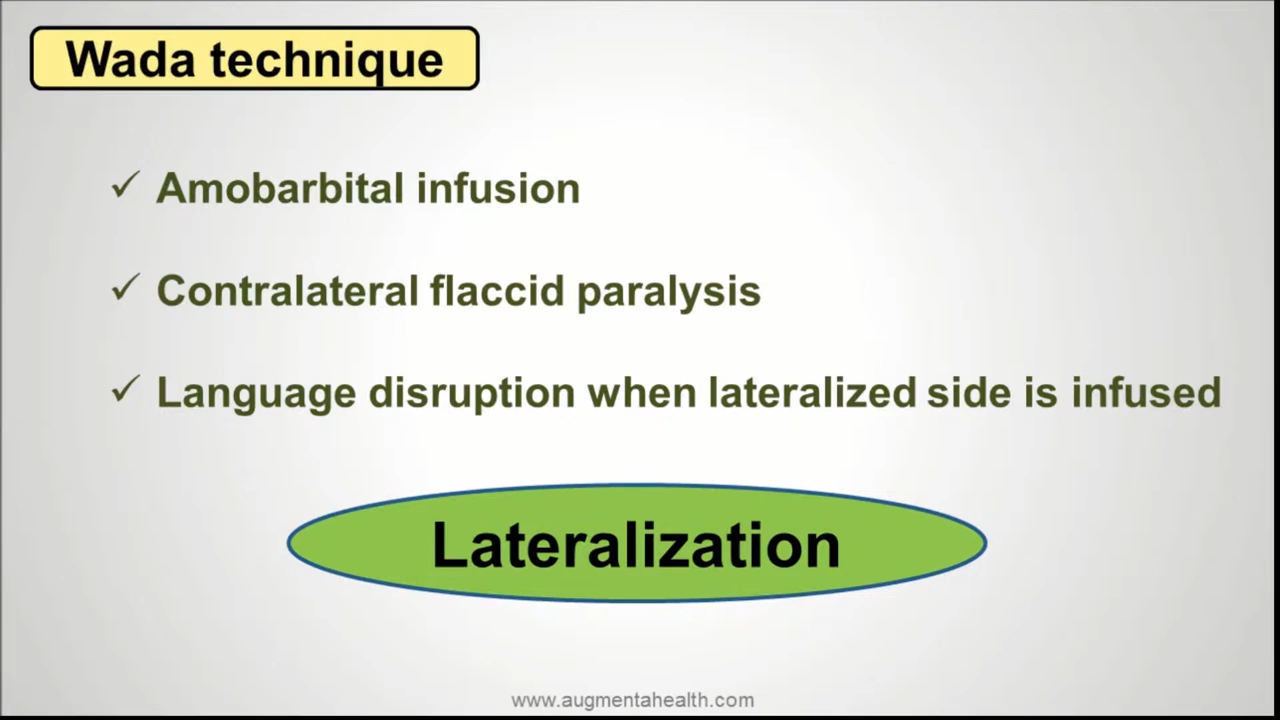 Wada technique
✓ Amobarbital infusion
✓ Contralateral flaccid paralysis
✓ Language disruption when lateralized side is infused
Lateralization
www.augmentahealth.com